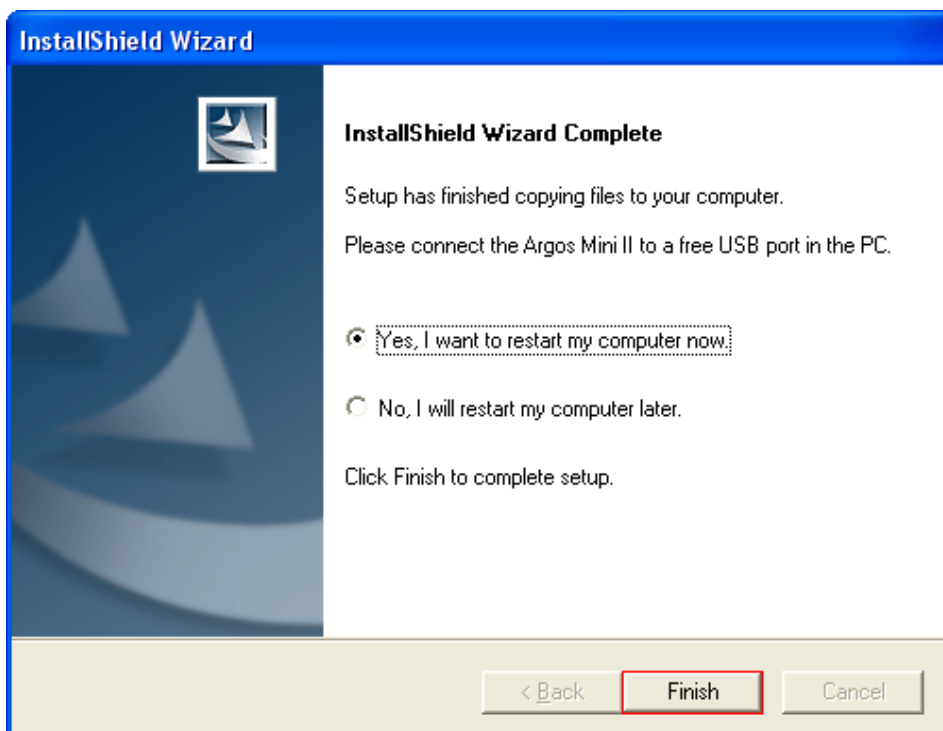 InstallShield Wizard
InstallShield Wizard Complete
Setup has finished copying files to your computer.
Please connect the Argos Mini II to a free USB port in the PC.
Yes, I want to restart my computer now.
No, I will restart my computer later.
Click Finish to complete setup.
< Back Finish Cancel